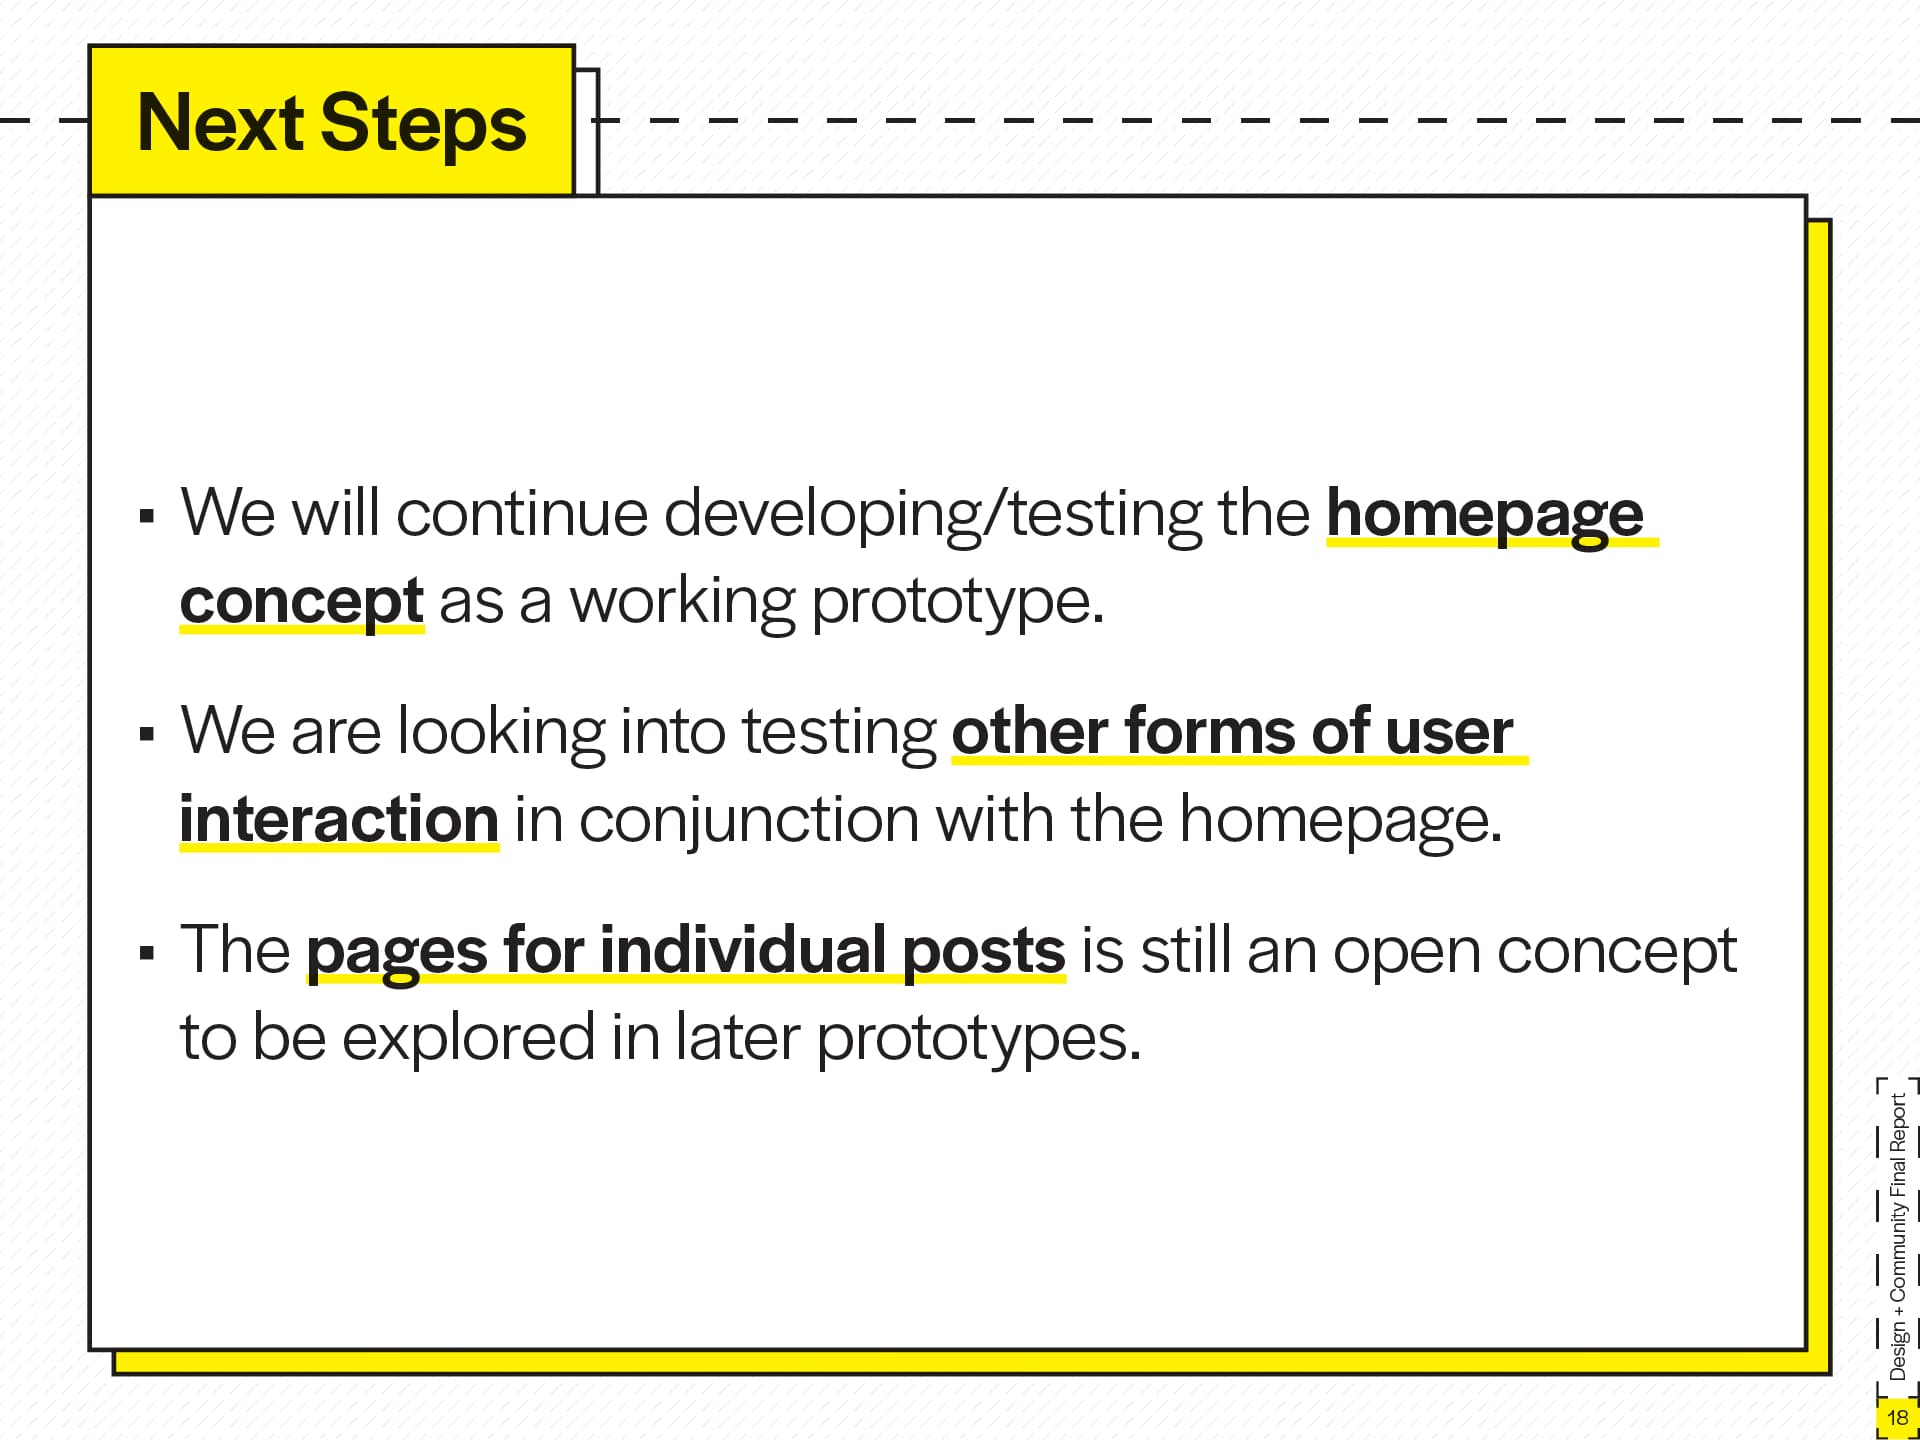 Next Steps
▪ We will continue developing/testing the homepage
concept as a working prototype.
▪ We are looking into testing other forms of user
interaction in conjunction with the homepage.
▪ The pages for individual posts is still an open concept
to be explored in later prototypes.
Design + Community Final Report
18